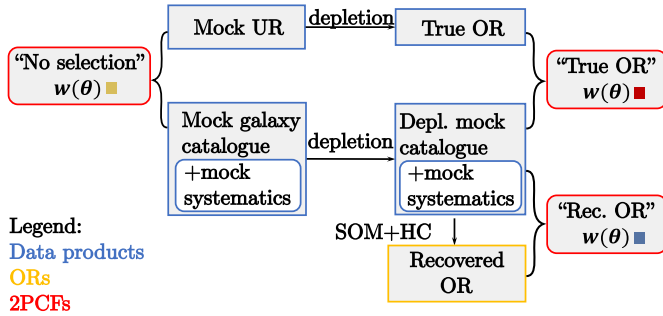 Mock UR
depletion
True OR
“No selection”
w(θ)
“True OR”
w(θ)
Mock galaxy
catalogue
+mock
systematics
depletion
Depl. mock
catalogue
+mock
systematics
“Rec. OR”
w(θ)
SOM+HC
Recovered
OR
Legend:
Data products
ORs
2PCFs